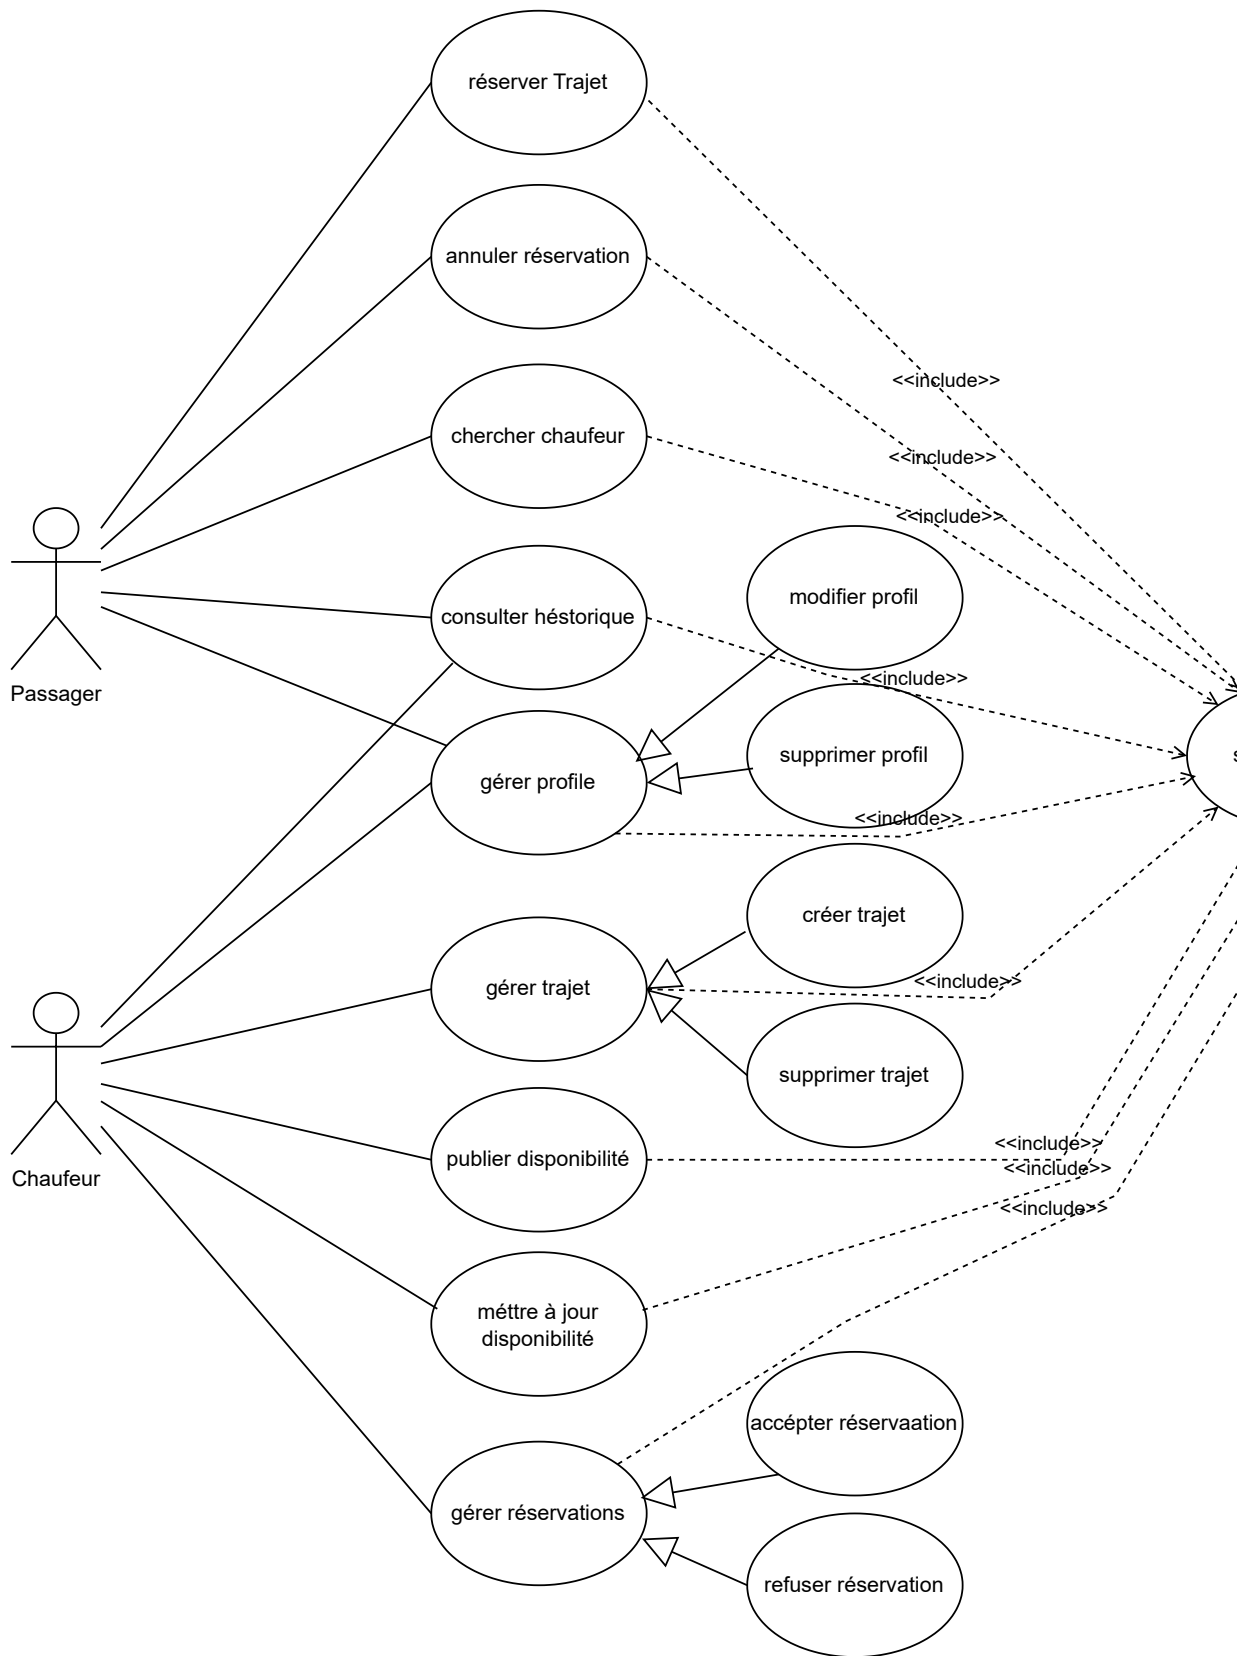 réserver Trajet
annuler réservation
<<include>>
chercher chaufeur
<<include>>
<<include>>
modifier profil
consulter héstorique
<<include>>
Passager
supprimer profil
gérer profile
<<include>>
créer trajet
gérer trajet
<<include>>
supprimer trajet
publier disponibilité
<<include>>
<<include>>
Chaufeur
<<include>>
méttre à jour
disponibilité
accépter réservaation
gérer réservations
refuser réservation